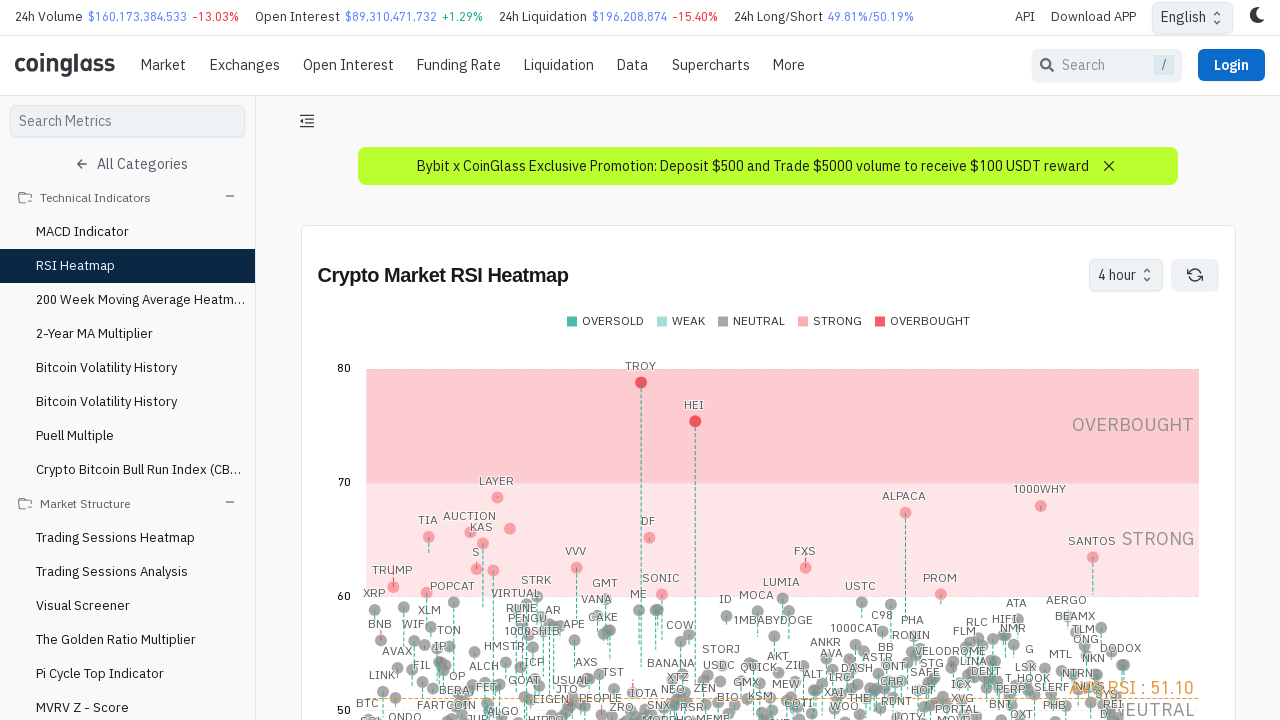 24h Volume $160,173,384,533 -13.03% Open Interest $89,310,471,732 +1.29% 24h Liquidation $196,208,874 -15.40% 24h Long/Short 49.81%/50.19% API Download APP English
coinglass Market Exchanges Open Interest Funding Rate Liquidation Data Supercharts More Search / Login
Search Metrics
All Categories
Technical Indicators
MACD Indicator
RSI Heatmap
200 Week Moving Average Heatm...
2-Year MA Multiplier
Bitcoin Volatility History
Bitcoin Volatility History
Puell Multiple
Crypto Bitcoin Bull Run Index (CB...
Market Structure
Trading Sessions Heatmap
Trading Sessions Analysis
Visual Screener
The Golden Ratio Multiplier
Pi Cycle Top Indicator
MVRV Z - Score
Bybit x CoinGlass Exclusive Promotion: Deposit $500 and Trade $5000 volume to receive $100 USDT reward
Crypto Market RSI Heatmap 4 hour
OVERSOLD WEAK NEUTRAL STRONG OVERBOUGHT
TROY
80
HEI
OVERBOUGHT
LAYER
70
1000WHY
ALPACA
AUCTION
TIA DF
KAS
STRONG
SANTOS
S VVV FXS
TRUMP
SONIC PROM
STRK
GMT LUMIA
POPCAT USTC
XRP VIRTUAL ME MOCA
60
VANA ID AERGO
ATA
RUNE
XLM AR
C98
PENGU CAKE BEAMX
1MBABYDOGE PHA HIFI
RLC
BNB WIF APE COW
TON 1000SHIB 1000CAT NMR
FLM TLM
RONIN
ONG
ANKR
IP HMSTR BB
STORJ G DODOX
AVAX AVA VELODROME
MTL
AKT ASTR NKN
FIL ICP AXS BANANA STG LINA
ALCH USDC QUICK ZIL DASH ONT LSK
TST SAFE DENT NTRN
LINK OP XTZ ALT LRC
GOAT USUAL T HOOK
GMX MEW CHR ICX
FET JTO NEO ZEN SLERF
BERA XAI HOT PERP
IOTA BIO KSM AVG RSI : 51.10
EIGEN PEOPLE THE XVG
BTC FARTCOIN SNX GTI BNT
ZRO RSR WOO PORTAL PHB REI
50 ALGO NEUTRAL
ONDO LQTY OXT
MEME